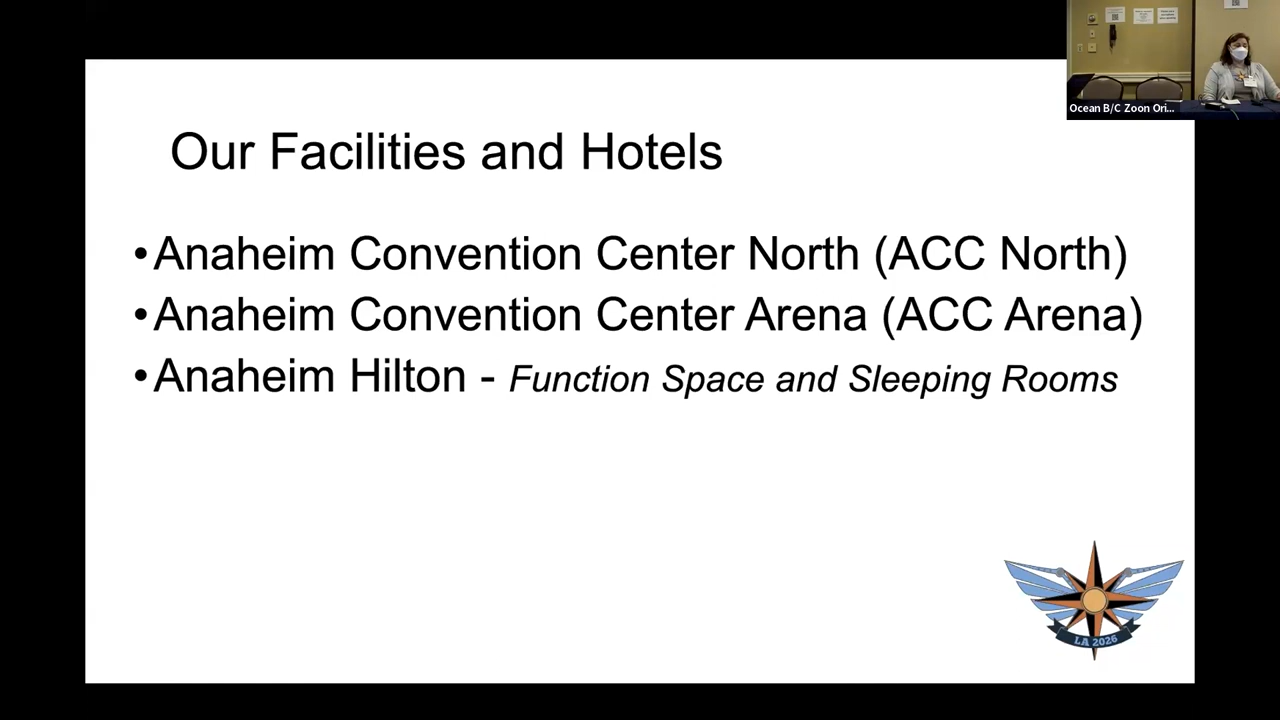 Our Facilities and Hotels
•Anaheim Convention Center North (ACC North)
•Anaheim Convention Center Arena (ACC Arena)
•Anaheim Hilton - Function Space and Sleeping Rooms
LA 2026
Ocean B/C Zoon Ori...